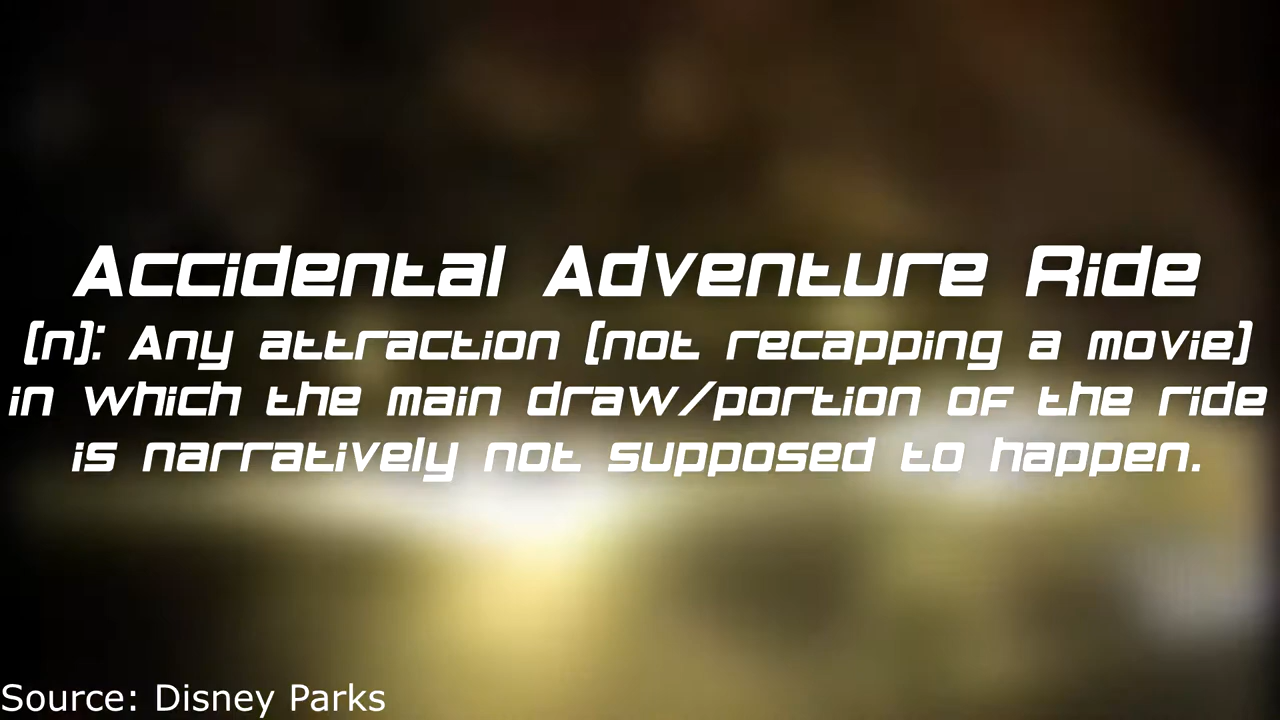 Accidental Adventure Ride
(n): Any attraction (not recapping a movie)
in which the main draw/portion of the ride
is narratively not supposed to happen.
Source: Disney Parks